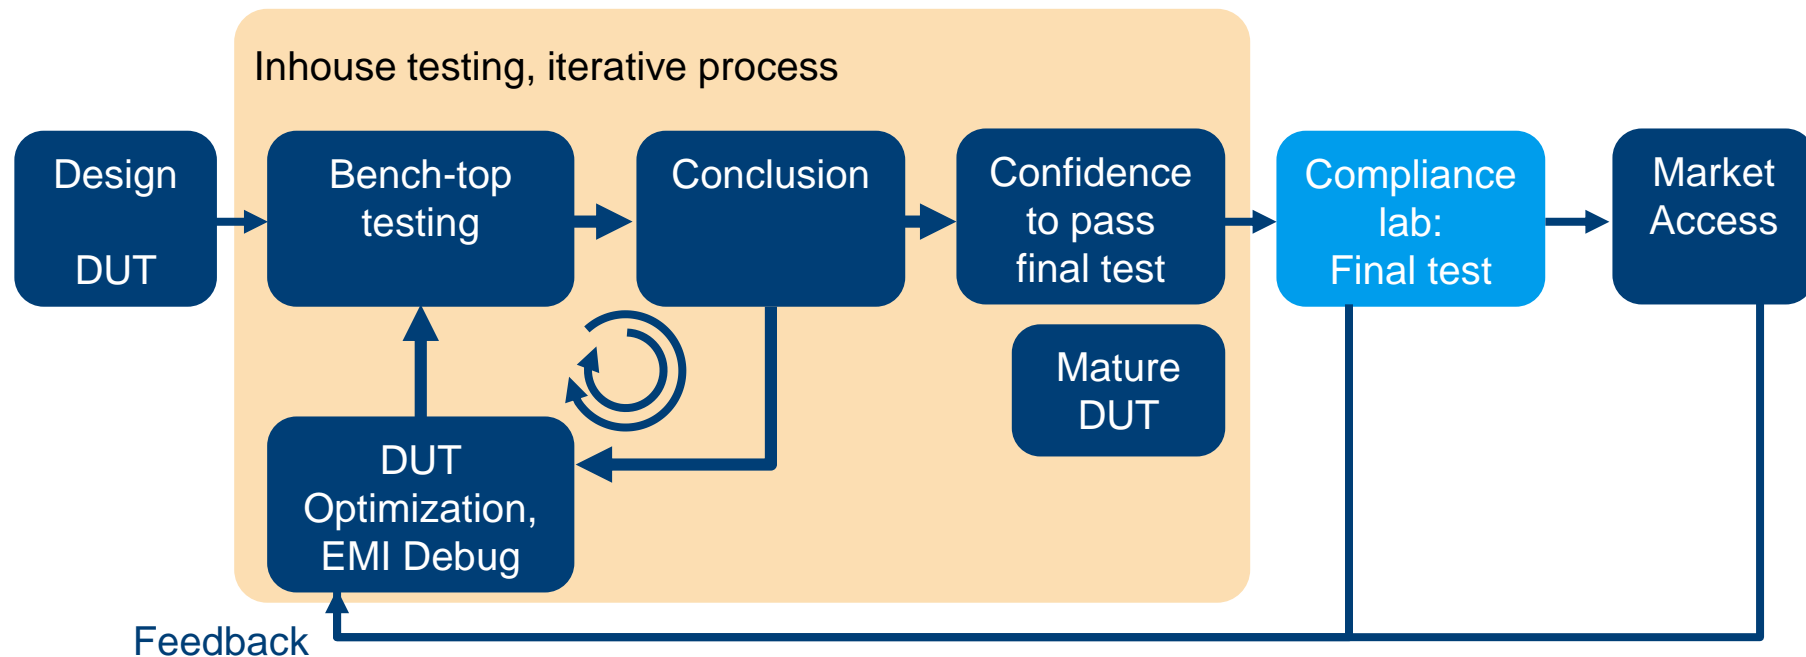 Inhouse testing, iterative process
Design
DUT
Bench-top
testing
Conclusion
Confidence
to pass
final test
Compliance
lab:
Final test
Market
Access
Mature
DUT
DUT
Optimization,
EMI Debug
Feedback